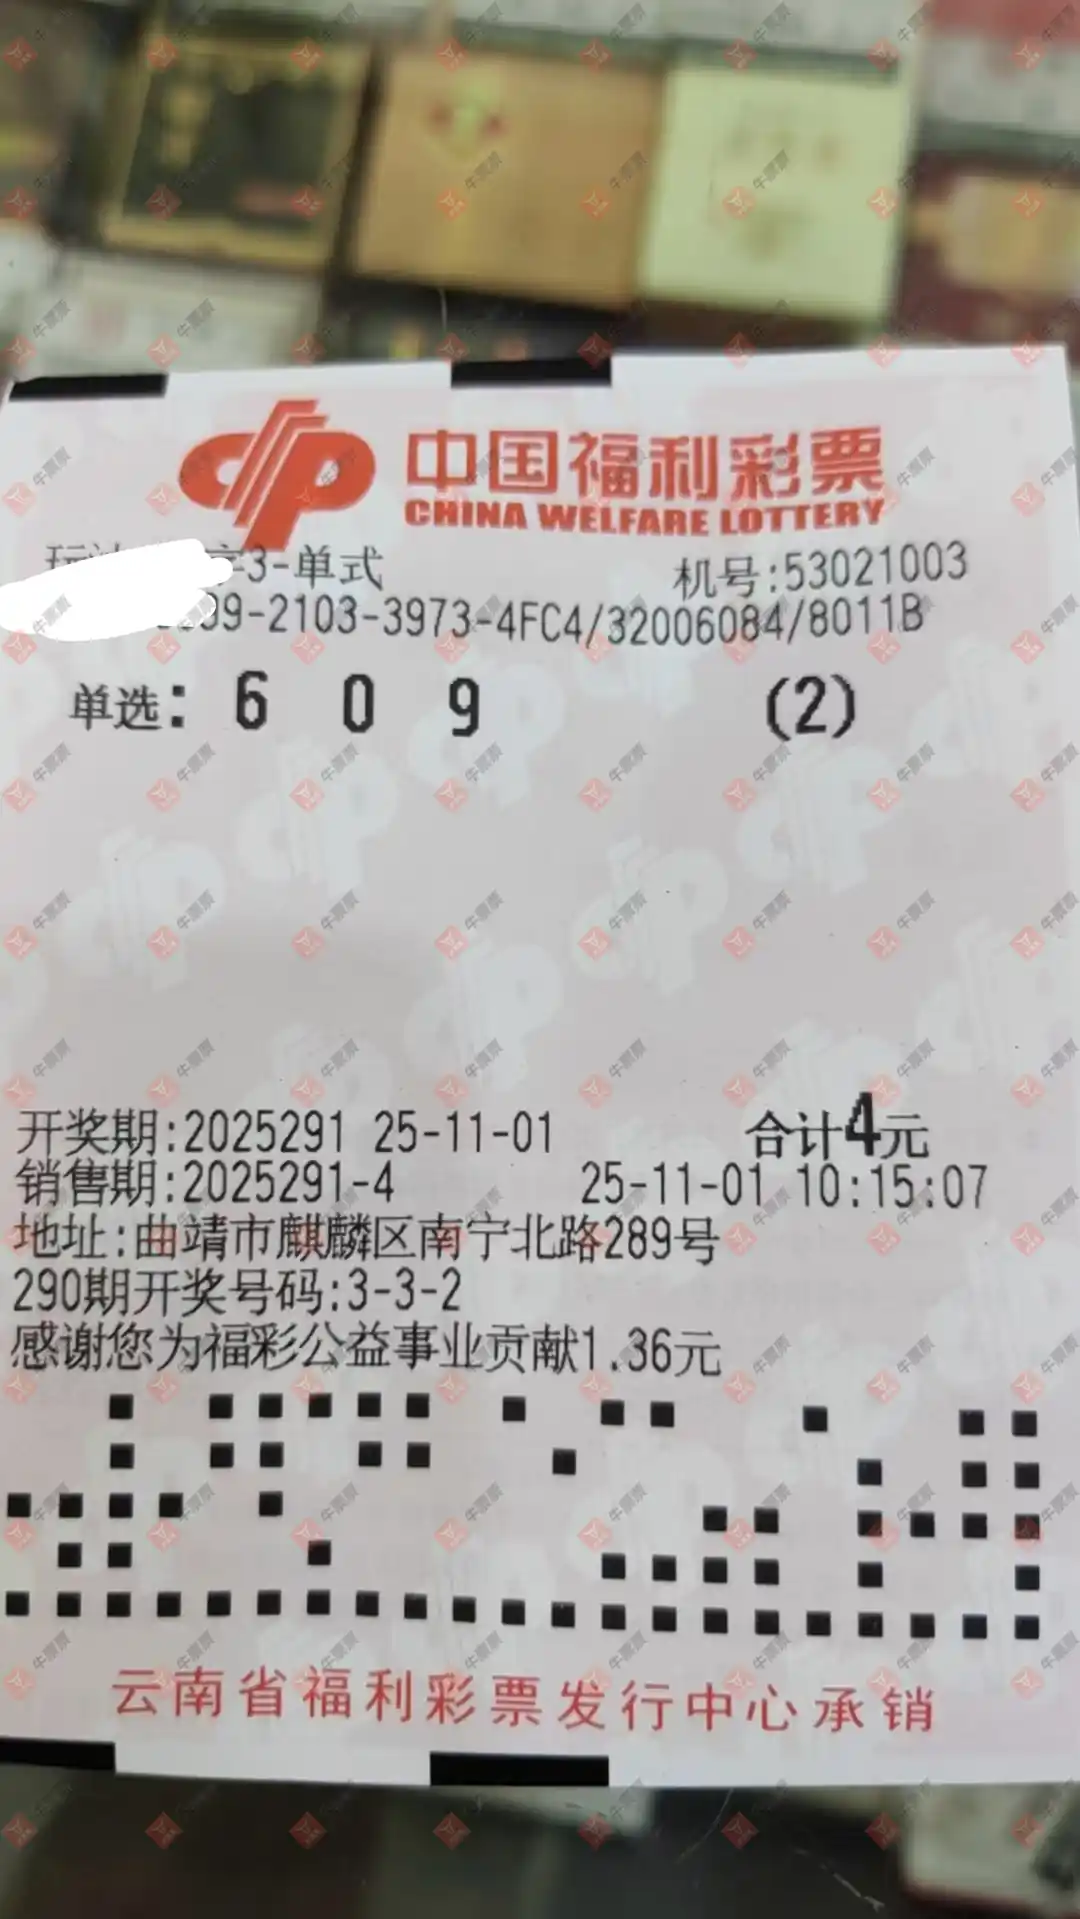 中国福利彩票
CHINA WELFARE LOTTERY
字3-单式
机号:53021003
09-2103-3973-4FC4/32006084/8011B
单选: 6 0 9 (2)
开奖期:2025291 25-11-01 合计4元
销售期:2025291-4 25-11-01 10:15:07
地址:曲靖市麒麟区南宁北路289号
290期开奖号码:3-3-2
感谢您为福彩公益事业贡献1.36元
云南省福利彩票发行中心承销
牛票票